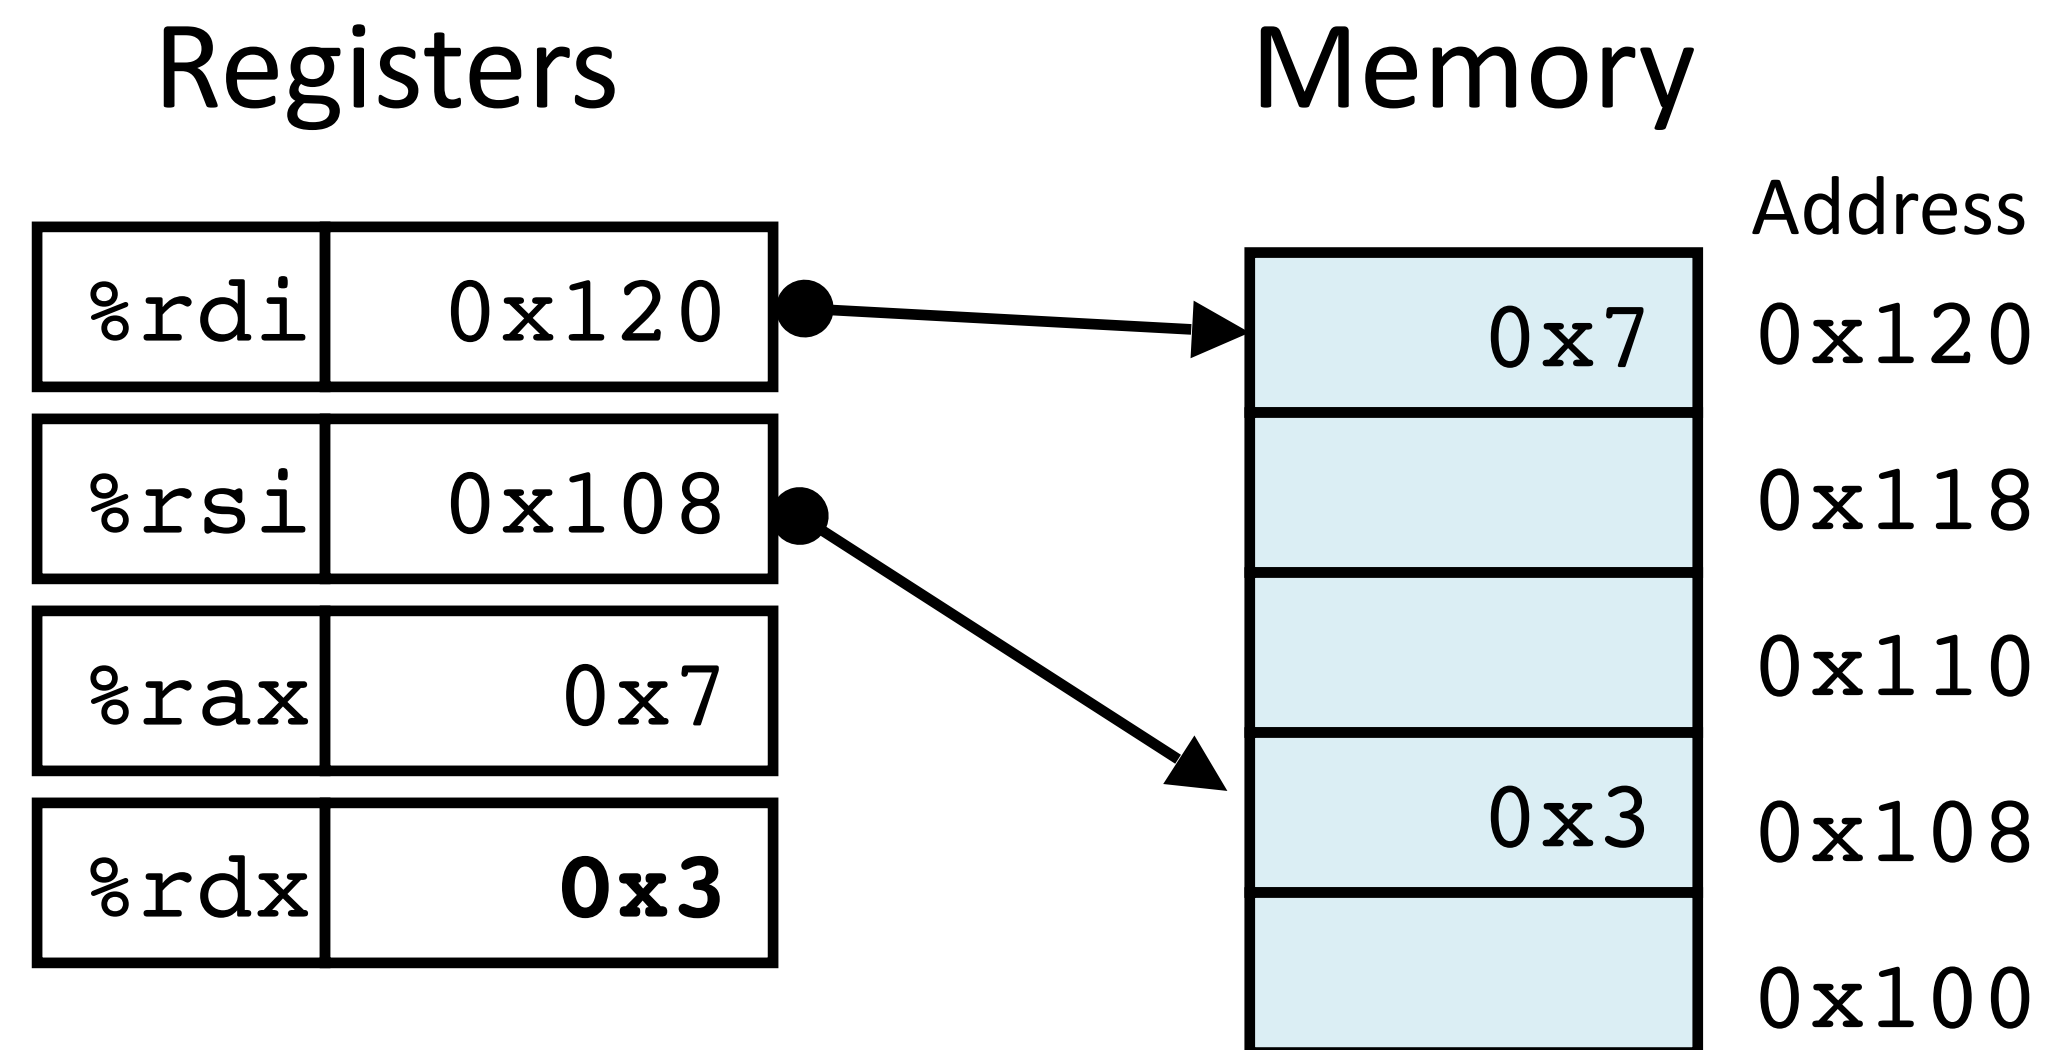 Registers
Memory
Address
%rdi 0x120
%rsi 0x108
%rax 0x7
%rdx 0x3
0x7 0x120
0x118
0x110
0x3 0x108
0x100